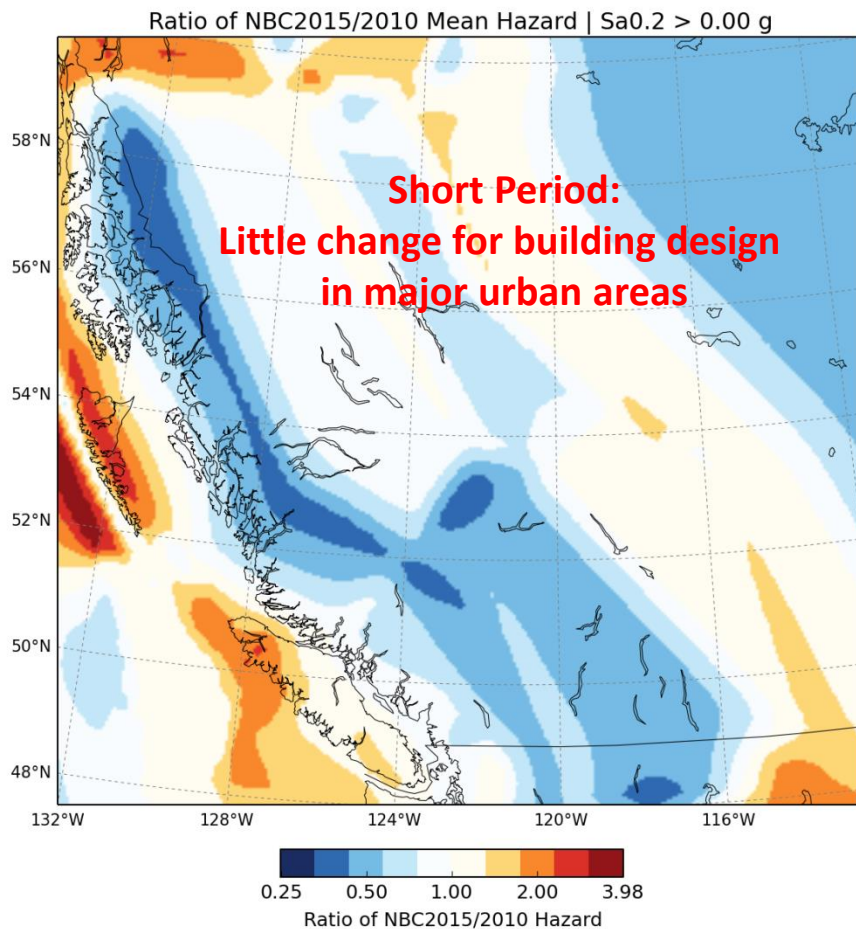 Ratio of NBC2015/2010 Mean Hazard | Sa0.2 > 0.00 g
58°N
Short Period:
Little change for building design
in major urban areas
56°N
54°N
52°N
50°N
48°N
132°W 128°W 124°W 120°W 116°W
0.25 0.50 1.00 2.00 3.98
Ratio of NBC2015/2010 Hazard